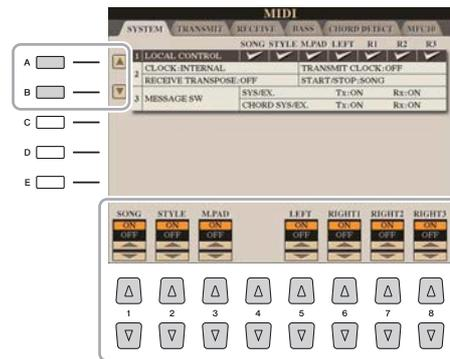 MIDI
SYSTEM TRANSMIT RECEIVE BASS CHORD DETECT MFC10
SONG STYLE M.PAD LEFT R1 R2 R3
1 LOCAL CONTROL
2 CLOCK:INTERNAL TRANSMIT CLOCK:OFF
RECEIVE TRANSPOSE:OFF START/STOP:SONG
3 MESSAGE SW SYS/EX. Tx:ON Rx:ON
CHORD SYS/EX. Tx:ON Rx:ON
A
B
C
D
E
SONG STYLE M.PAD LEFT RIGHT1 RIGHT2 RIGHT3
ON ON ON ON ON ON ON
OFF OFF OFF OFF OFF OFF OFF
1 2 3 4 5 6 7 8